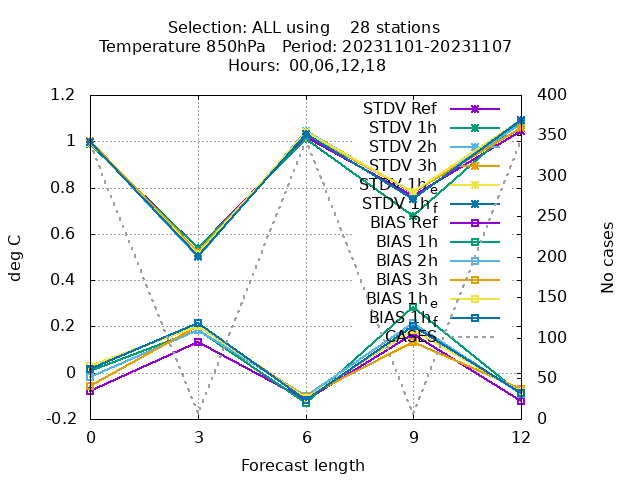 Selection: ALL using    28 stations
Temperature 850hPa   Period: 20231101-20231107
Hours:  00,06,12,18
1.2
1
0.8
0.6
0.4
0.2
0
-0.2
deg C
400
350
300
250
200
150
100
50
0
No cases
STDV Ref
STDV 1h
STDV 2h
STDV 3h
STDV 1he
STDV 1hf
BIAS Ref
BIAS 1h
BIAS 2h
BIAS 3h
BIAS 1he
BIAS 1hf
CASES
0 3 6 9 12
Forecast length